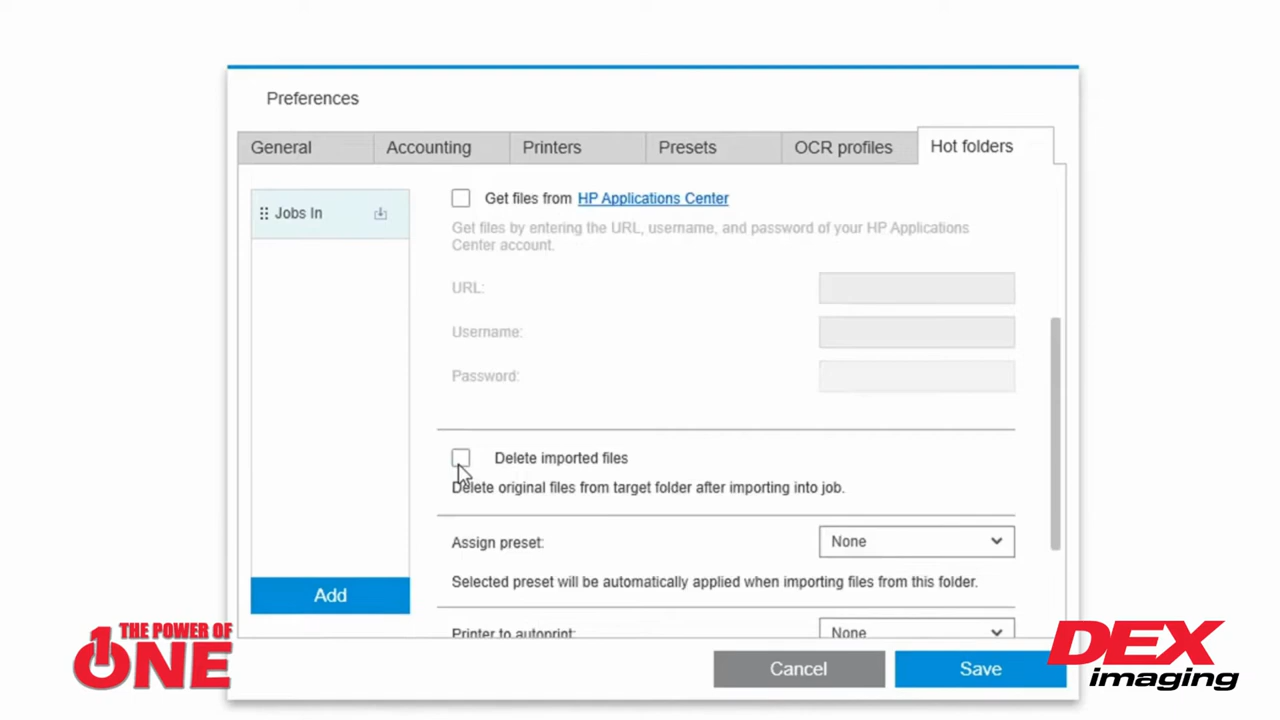 Preferences
General
Accounting
Printers
Presets
OCR profiles
Hot folders
Jobs In
Get files from HP Applications Center
Get files by entering the URL, username, and password of your HP Applications
Center account.
URL:
Username:
Password:
Delete imported files
Delete original files from target folder after importing into job.
Assign preset:
None
Selected preset will be automatically applied when importing files from this folder.
Printer to autoprint:
None
Add
Cancel
Save
THE POWER OF
1
ONE
DEX
imaging